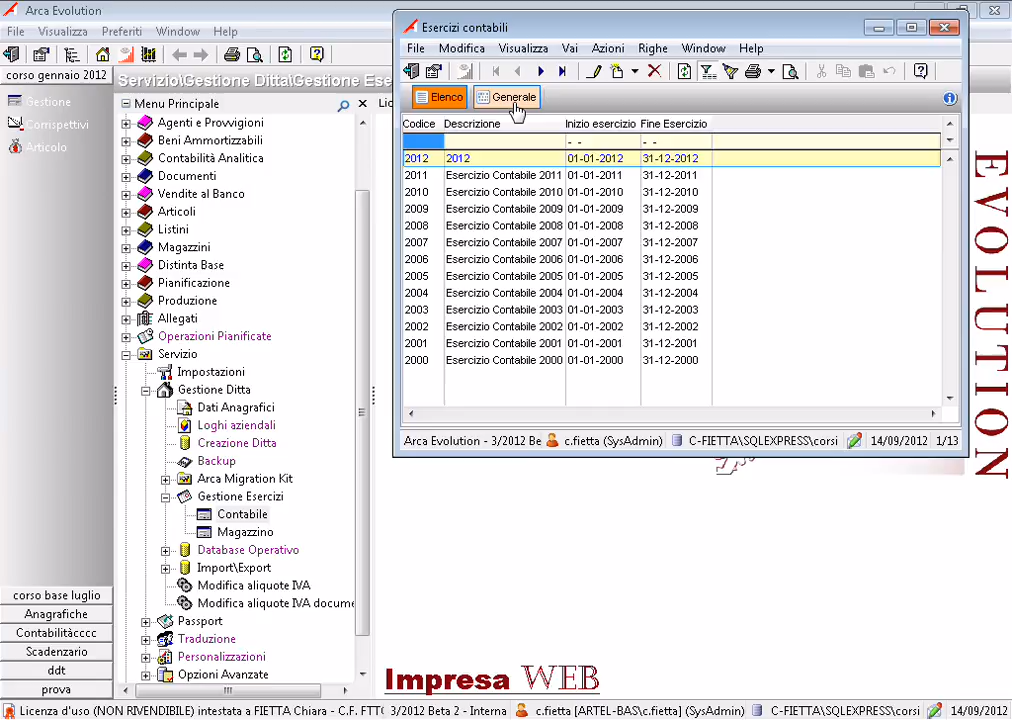 Arca Evolution
File Visualizza Preferiti Window Help
corso gennaio 2012
Servizio\Gestione Ditta\Gestione Ese
Gestione
Corrispettivi
Articolo
corso base luglio
Anagrafiche
Contabilitàcccc
Scadenzario
ddt
prova
Menu Principale
Agenti e Provvigioni
Beni Ammortizzabili
Contabilità Analitica
Documenti
Vendite al Banco
Articoli
Listini
Magazzini
Distinta Base
Pianificazione
Produzione
Allegati
Operazioni Pianificate
Servizio
Impostazioni
Gestione Ditta
Dati Anagrafici
Loghi aziendali
Creazione Ditta
Backup
Arca Migration Kit
Gestione Esercizi
Contabile
Magazzino
Database Operativo
Import\Export
Modifica aliquote IVA
Modifica aliquote IVA docume
Passport
Traduzione
Personalizzazioni
Opzioni Avanzate
Lic
Esercizi contabili
File Modifica Visualizza Vai Azioni Righe Window Help
Elenco Generale
Codice Descrizione Inizio esercizio Fine Esercizio
- - - -
2012 2012 01-01-2012 31-12-2012
2011 Esercizio Contabile 2011 01-01-2011 31-12-2011
2010 Esercizio Contabile 2010 01-01-2010 31-12-2010
2009 Esercizio Contabile 2009 01-01-2009 31-12-2009
2008 Esercizio Contabile 2008 01-01-2008 31-12-2008
2007 Esercizio Contabile 2007 01-01-2007 31-12-2007
2006 Esercizio Contabile 2006 01-01-2006 31-12-2006
2005 Esercizio Contabile 2005 01-01-2005 31-12-2005
2004 Esercizio Contabile 2004 01-01-2004 31-12-2004
2003 Esercizio Contabile 2003 01-01-2003 31-12-2003
2002 Esercizio Contabile 2002 01-01-2002 31-12-2002
2001 Esercizio Contabile 2001 01-01-2001 31-12-2001
2000 Esercizio Contabile 2000 01-01-2000 31-12-2000
Arca Evolution - 3/2012 Be c.fietta (SysAdmin) C-FIETTA\SQLEXPRESS\corsi 14/09/2012 1/13
EVOLUTION
Impresa WEB
Licenza d'uso (NON RIVENDIBILE) intestata a FIETTA Chiara - C.F. FTT 3/2012 Beta 2 - Interna c.fietta [ARTEL-BAS\c.fietta] (SysAdmin) C-FIETTA\SQLEXPRESS\corsi 14/09/2012